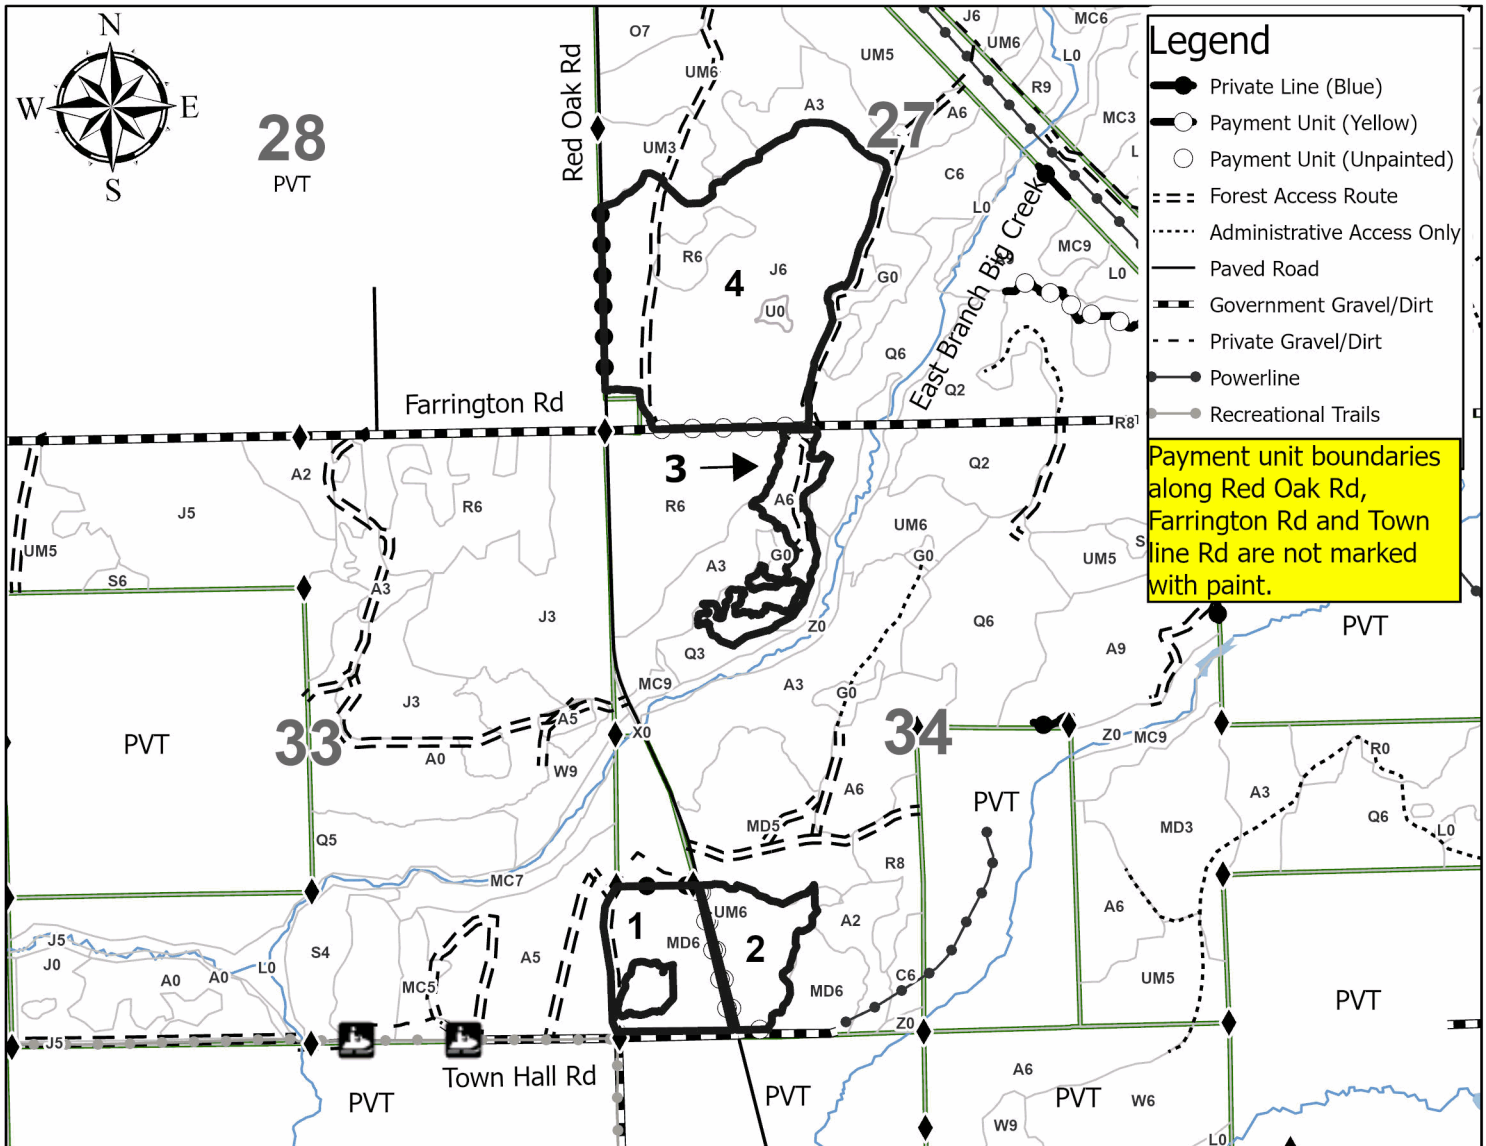 N
W
E
S
28
PVT
Red Oak Rd
O7
UM6
UM5
J6
UM6
MC6
L0
R9
A3
27
A6
MC3
L
UM3
C6
L0
MC9
L0
East Branch Big Creek
R6
J6
4
U0
G0
Q6
Q2
Farrington Rd
R8
Legend
Private Line (Blue)
Payment Unit (Yellow)
Payment Unit (Unpainted)
Forest Access Route
Administrative Access Only
Paved Road
Government Gravel/Dirt
Private Gravel/Dirt
Powerline
Recreational Trails
Payment unit boundaries
along Red Oak Rd,
Farrington Rd and Town
line Rd are not marked
with paint.
A2
J5
R6
3
R6
A6
Q2
UM6
UM5
S6
G0
G0
UM5
S
A3
A3
J3
Z0
Q6
PVT
Q3
A9
MC9
A3
G0
J3
A5
X0
33
34
PVT
A0
W9
Z0
MC9
R0
A6
PVT
A3
Q5
MD5
MD3
Q6
L0
R8
MC7
1
UM6
A2
A6
J5
S4
MD6
2
J0
A0
A0
L0
MC5
A5
MD6
C6
UM5
PVT
J5
Z0
Town Hall Rd
PVT
PVT
A6
PVT
W6
W9
L0